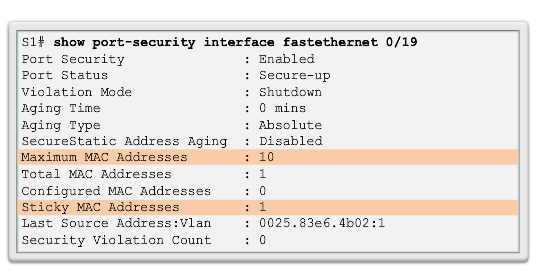 S1# show port-security interface fastethernet 0/19
Port Security : Enabled
Port Status : Secure-up
Violation Mode : Shutdown
Aging Time : 0 mins
Aging Type : Absolute
SecureStatic Address Aging : Disabled
Maximum MAC Addresses : 10
Total MAC Addresses : 1
Configured MAC Addresses : 0
Sticky MAC Addresses : 1
Last Source Address:Vlan : 0025.83e6.4b02:1
Security Violation Count : 0